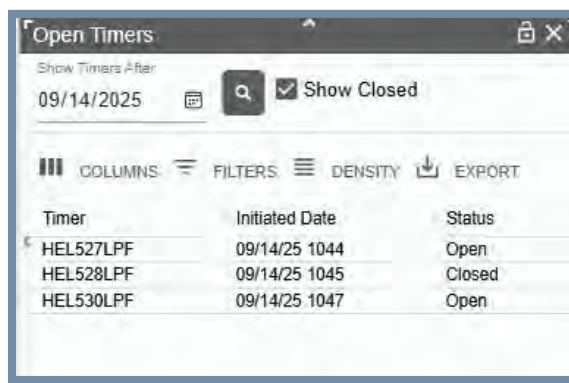 Open Timers
Show Timers After
09/14/2025 Show Closed
COLUMNS FILTERS DENSITY EXPORT
Timer Initiated Date Status
HEL527LPF 09/14/25 1044 Open
HEL528LPF 09/14/25 1045 Closed
HEL530LPF 09/14/25 1047 Open